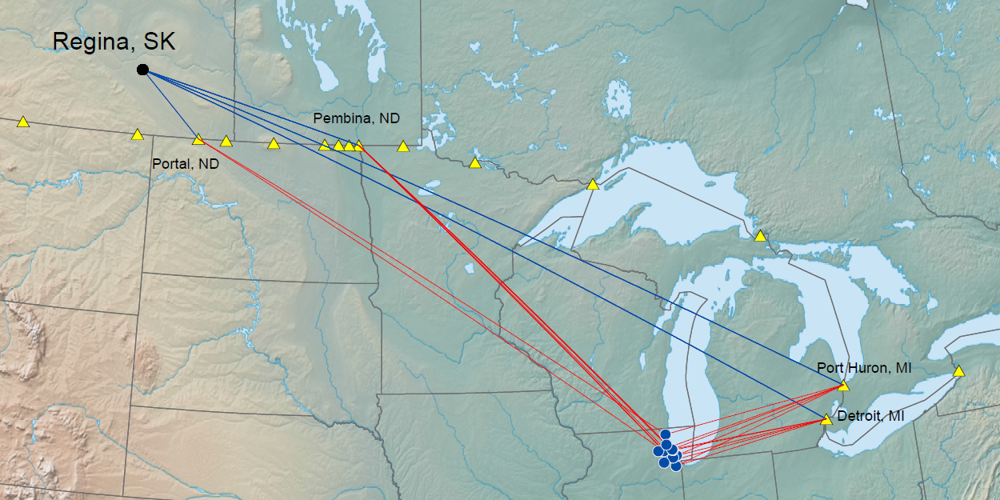 Regina, SK
Pembina, ND
Portal, ND
Port Huron, MI
Detroit, MI